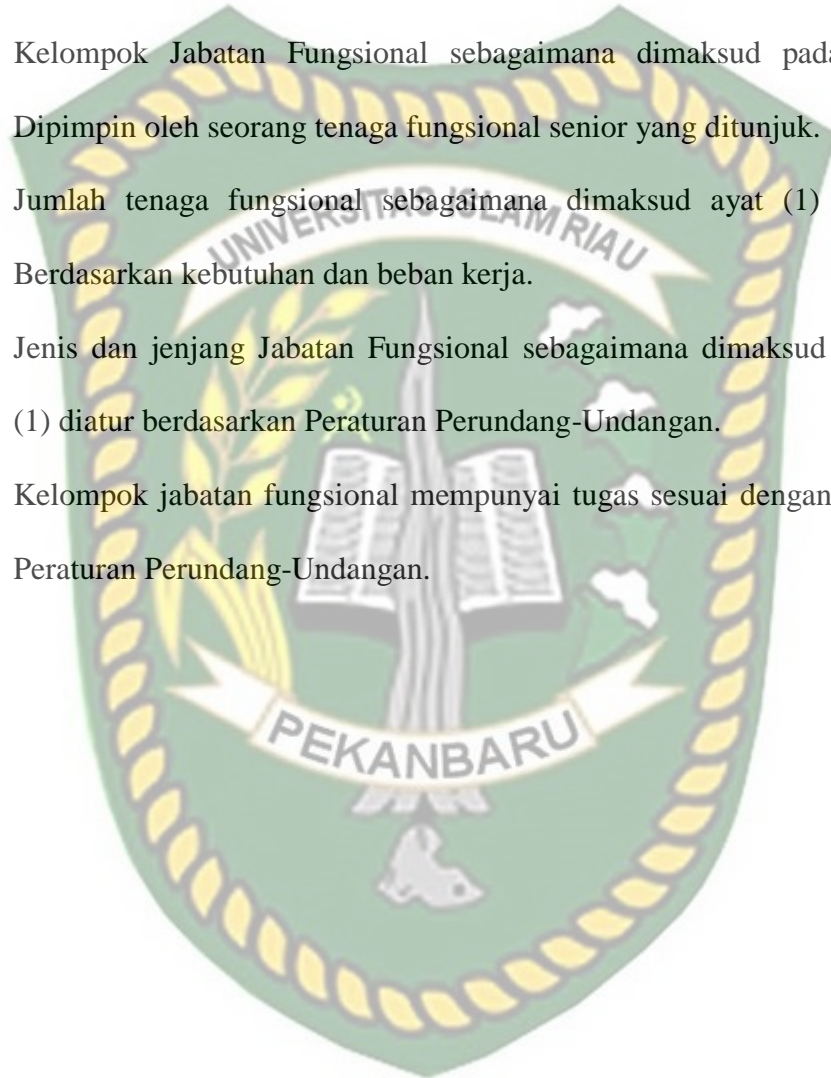 Kelompok Jabatan Fungsional sebagaimana dimaksud pada
Dipimpin oleh seorang tenaga fungsional senior yang ditunjuk.
Jumlah tenaga fungsional sebagaimana dimaksud ayat (1)
UNIVERSITAS ISLAM RIAU
Berdasarkan kebutuhan dan beban kerja.
Jenis dan jenjang Jabatan Fungsional sebagaimana dimaksud
(1) diatur berdasarkan Peraturan Perundang-Undangan.
Kelompok jabatan fungsional mempunyai tugas sesuai dengan
Peraturan Perundang-Undangan.
PEKANBARU